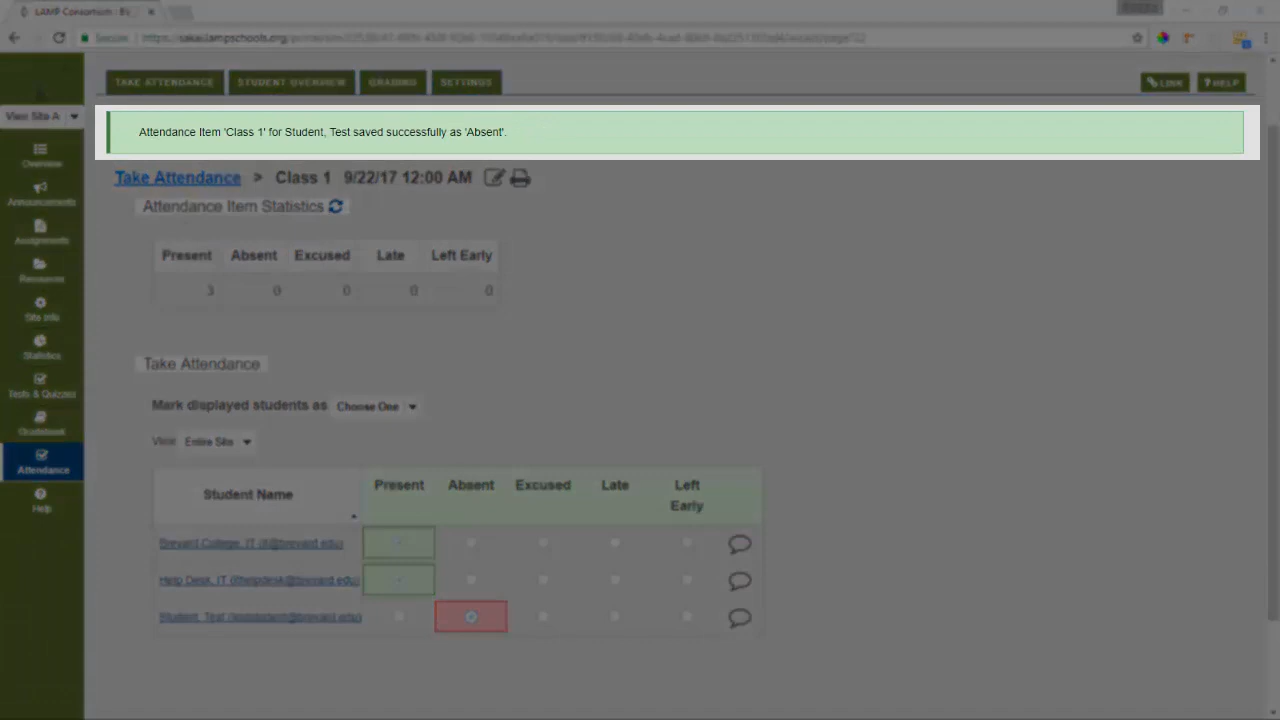 LAMP Consortium : Br
Secure
TAKE ATTENDANCE STUDENT OVERVIEW GRADING SETTINGS LINK ? HELP
View Site A
Attendance Item 'Class 1' for Student, Test saved successfully as 'Absent'.
Take Attendance > Class 1 9/22/17 12:00 AM
Attendance Item Statistics
Present Absent Excused Late Left Early
3 0 0 0 0
Overview
Announcements
Assignments
Resources
Site Info
Statistics
Tests & Quizzes
Gradebook
Attendance
Help
Take Attendance
Mark displayed students as Choose One
View Entire Site
Student Name Present Absent Excused Late Left
Early
Brevard College, IT (it@brevard.edu)
Help Desk, IT (ithelpdesk@brevard.edu)
Student, Test (teststudent@brevard.edu)